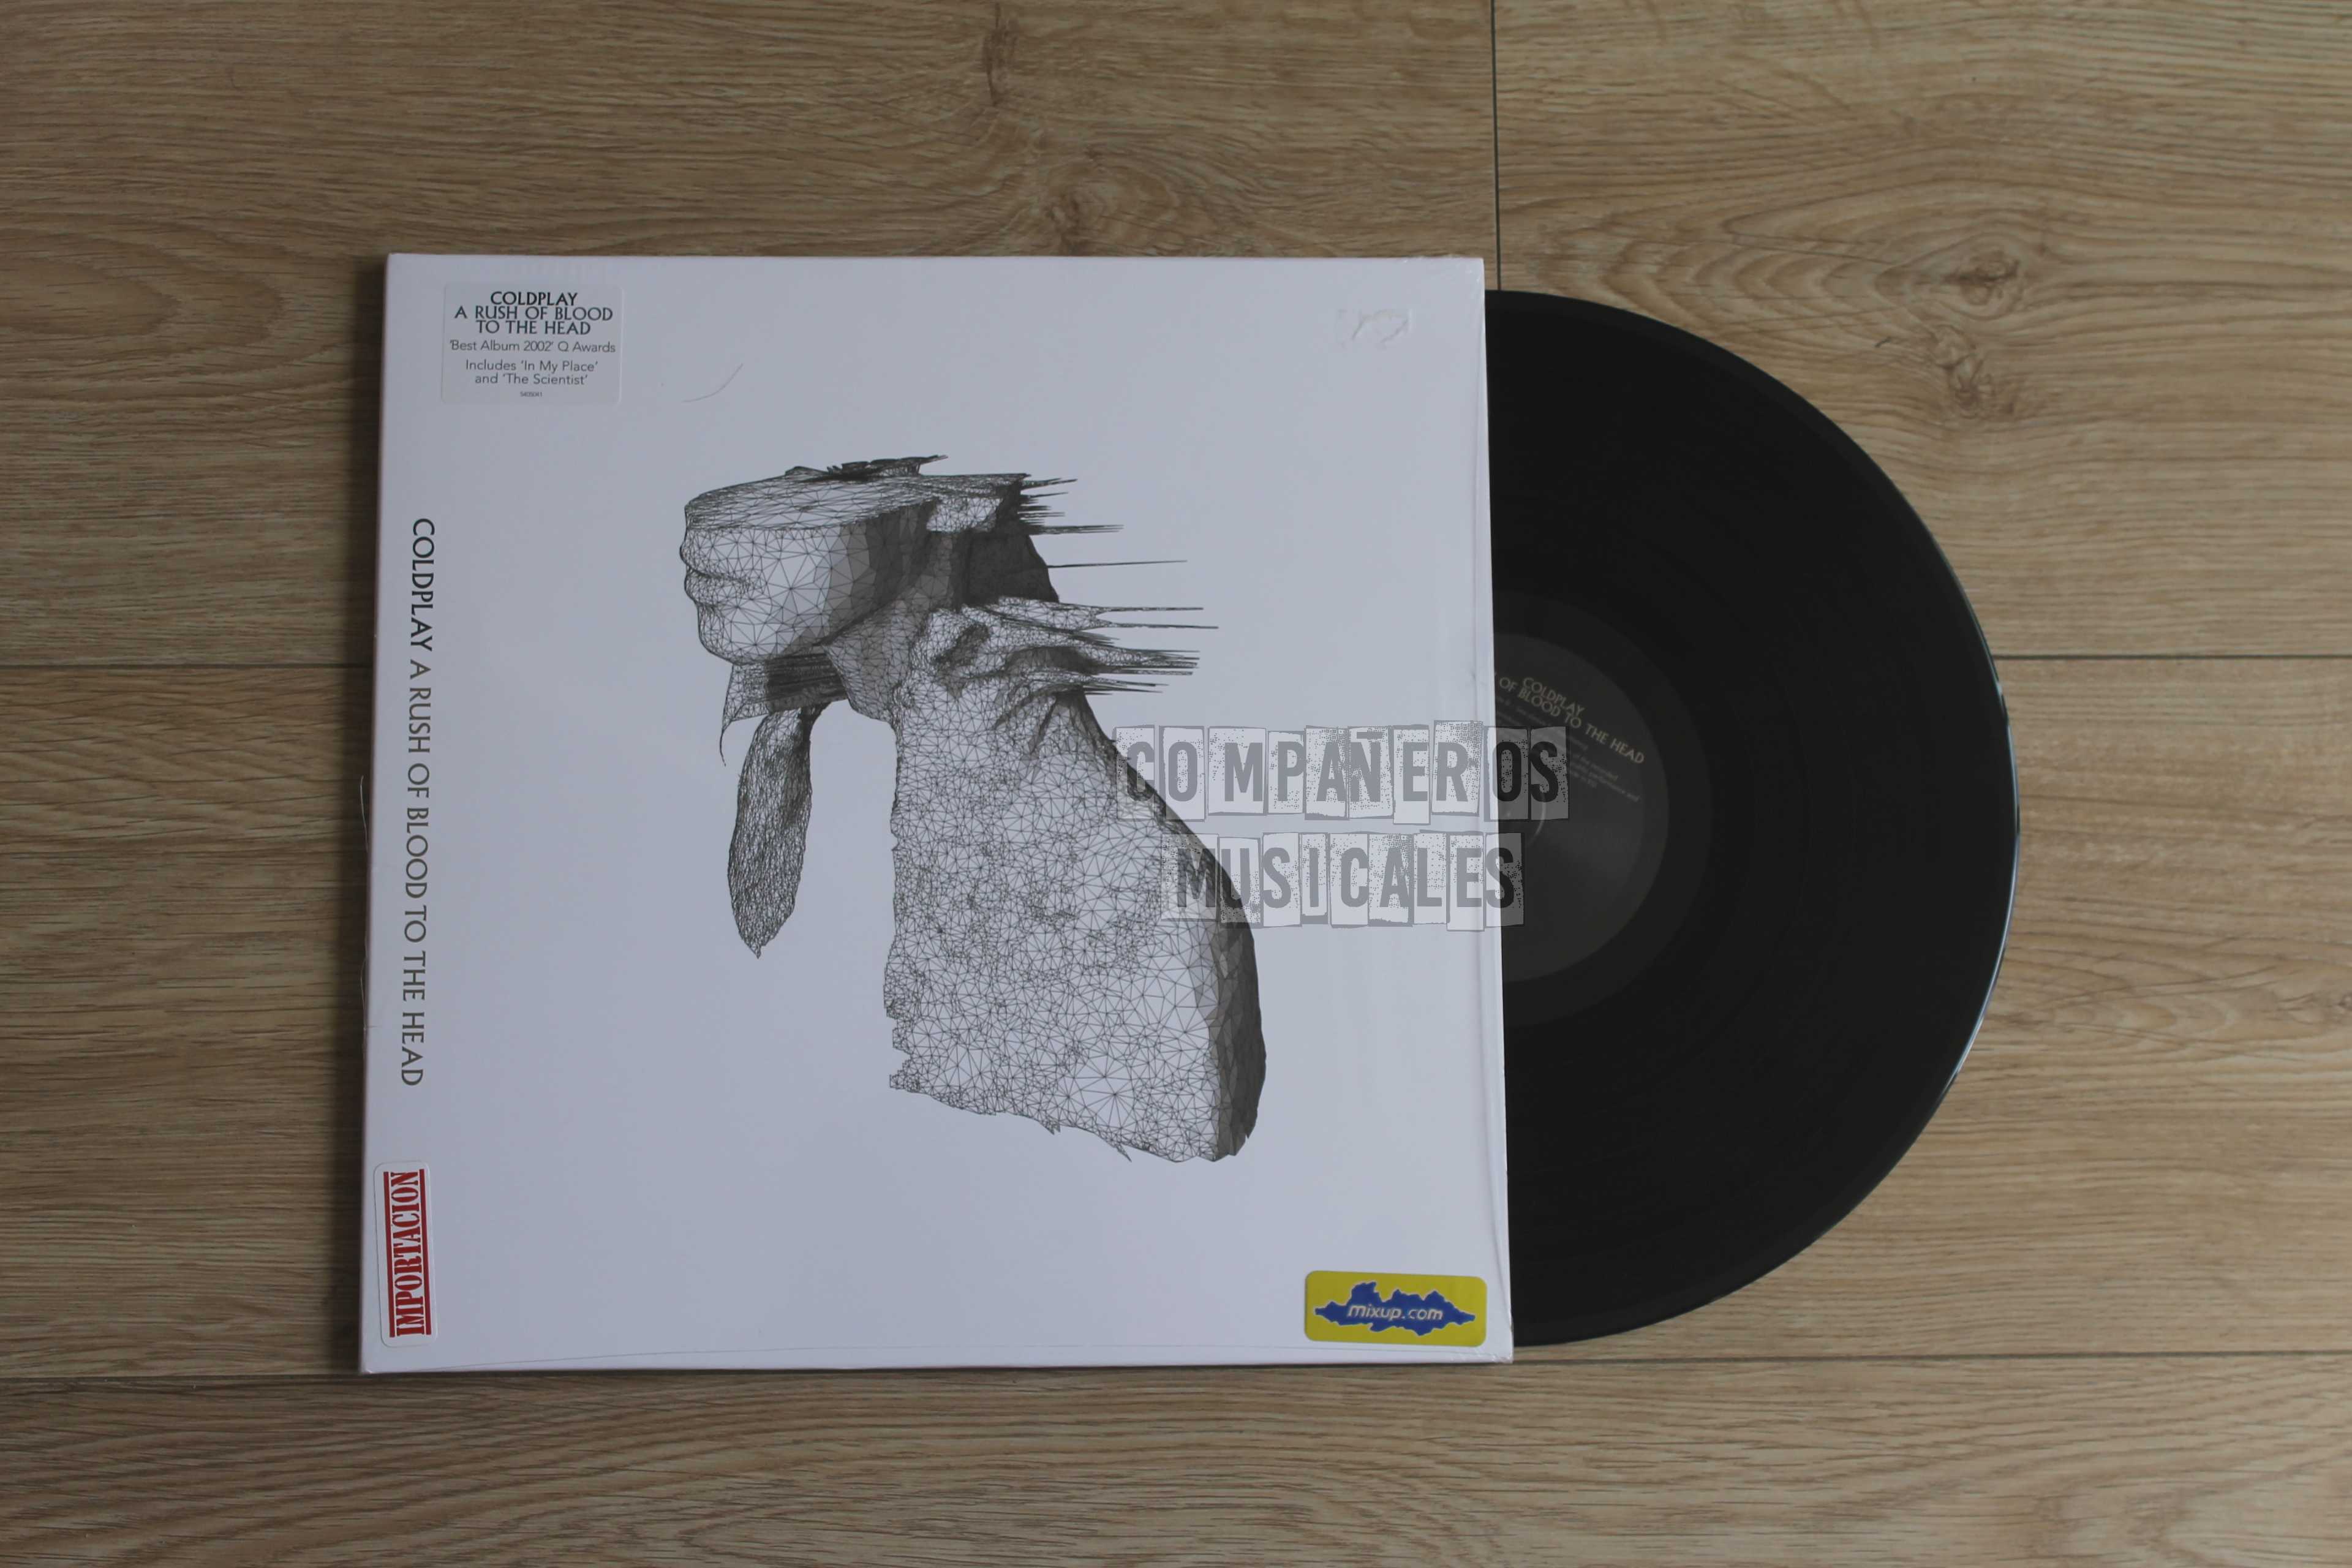 COLDPLAY
A RUSH OF BLOOD
TO THE HEAD
'Best Album 2002' Q Awards
Includes 'In My Place'
and 'The Scientist'
COLDPLAY A RUSH OF BLOOD TO THE HEAD
COLDPLAY
OF BLOOD TO THE HEAD
COMPAÑEROS
MUSICALES
IMPORTACION
mixup.com